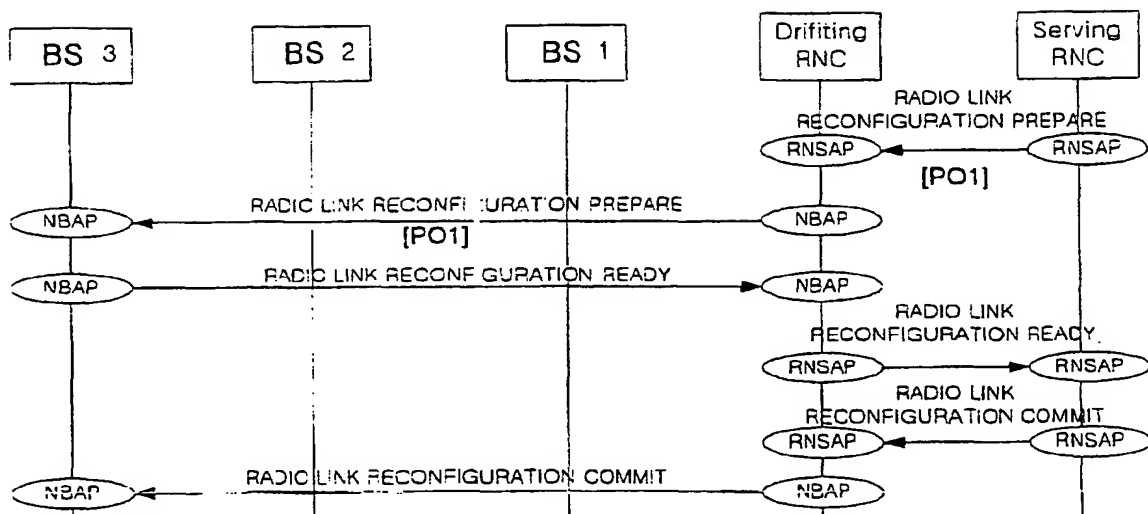 BS 3
BS 2
BS 1
Drifiting
RNC
Serving
RNC
RADIO LINK
RECONFIGURATION PREPARE
RNSAP
RNSAP
[PO1]
RADIC LINK RECONFI :URATION PREPARE
NBAP
NBAP
[PO1]
RADIO LINK RECONF GURATION READY
NBAP
NBAP
RADIO LINK
RECONFIGURATION READY
RNSAP
RNSAP
RADIO LINK
RECONFIGURATION COMMIT
RNSAP
RNSAP
RADIO LINK RECONFIGURATION COMMIT
NBAP
NBAP